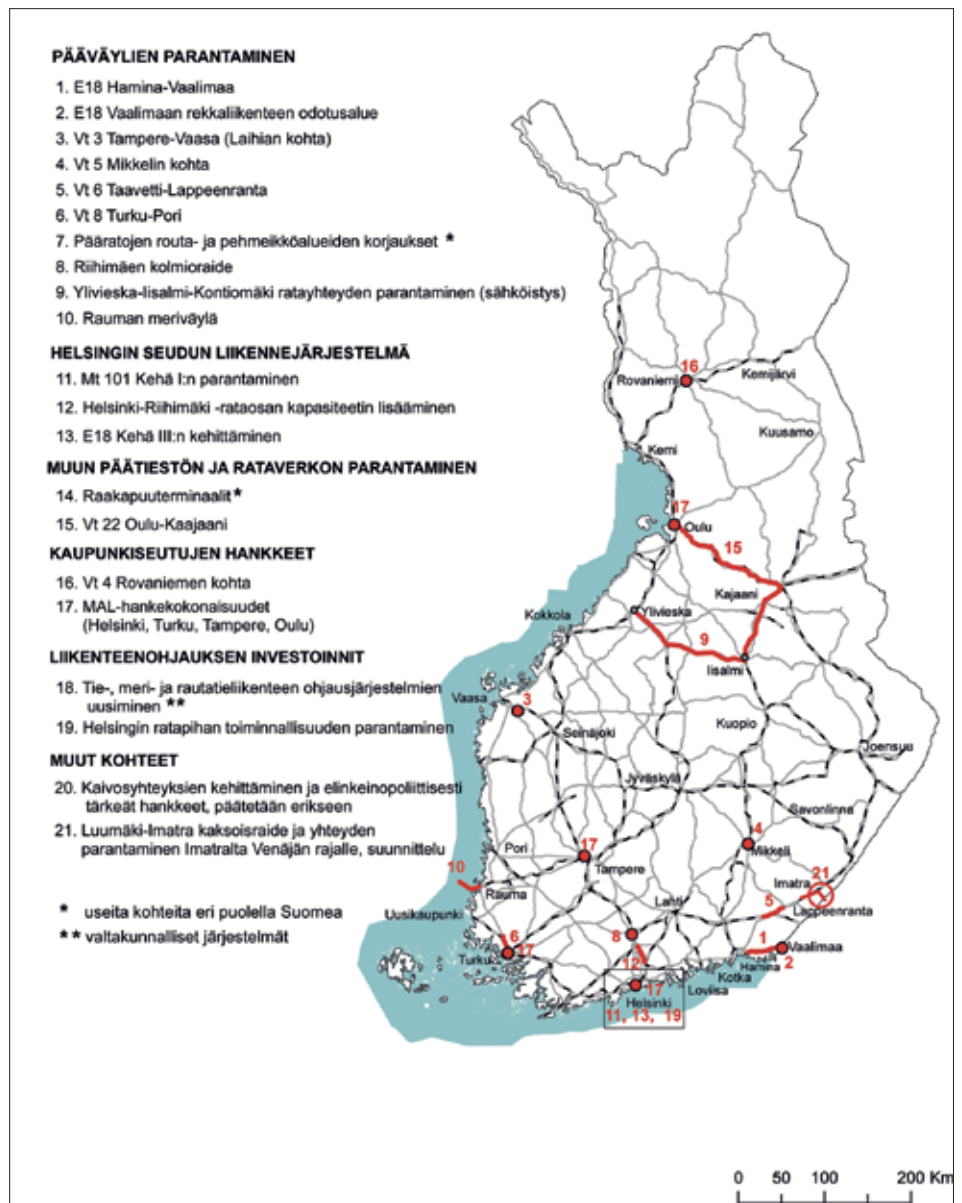 PÄÄVÄYLIEN PARANTAMINEN
1. E18 Hamina-Vaalimaa
2. E18 Vaalimaan rekkaliikenteen odotusalue
3. Vt 3 Tampere-Vaasa (Laihian kohta)
4. Vt 5 Mikkelin kohta
5. Vt 6 Taavetti-Lappeenranta
6. Vt 8 Turku-Pori
7. Pääratojen routa- ja pehmeikköalueiden korjaukset *
8. Riihimäen kolmioraide
9. Ylivieska-Iisalmi-Kontiomäki ratayhteyden parantaminen (sähköistys)
10. Rauman meriväylä
HELSINGIN SEUDUN LIIKENNEJÄRJESTELMÄ
11. Mt 101 Kehä I:n parantaminen
12. Helsinki-Riihimäki -rataosan kapasiteetin lisääminen
13. E18 Kehä III:n kehittäminen
MUUN PÄÄTIESTÖN JA RATAVERKON PARANTAMINEN
14. Raakapuuterminaalit*
15. Vt 22 Oulu-Kaajaani
KAUPUNKISEUTUJEN HANKKEET
16. Vt 4 Rovaniemen kohta
17. MAL-hankekokonaisuudet
(Helsinki, Turku, Tampere, Oulu)
LIIKENTEENOHJAUKSEN INVESTOINNIT
18. Tie-, meri- ja rautatieliikenteen ohjausjärjestelmien
uusiminen **
19. Helsingin ratapihan toiminnallisuuden parantaminen
MUUT KOHTEET
20. Kaivosyhteyksien kehittäminen ja elinkeinopoliittisesti
tärkeät hankkeet, päätetään erikseen
21. Luumäki-Imatra kaksoisraide ja yhteyden
parantaminen Imatralta Venäjän rajalle, suunnittelu
* useita kohteita eri puolella Suomea
** valtakunnalliset järjestelmät
16
Rovaniemi
Kemijärvi
Kuusamo
Kemi
17
Oulu
15
Kajaani
Kokkola
Ylivieska
9
Iisalmi
Vaasa
3
Seinäjoki
Kuopio
Joensuu
Jyväskylä
Savonlinna
4
Mikkeli
Pori
17
Tampere
10
Rauma
Imatra
21
Lahti
5
Lappeenranta
Uusikaupunki
6
17
Turku
8
12
1
Vaalimaa
2
Hamina
Kotka
Loviisa
17
Helsinki
11, 13, 19
0 50 100 200 Km